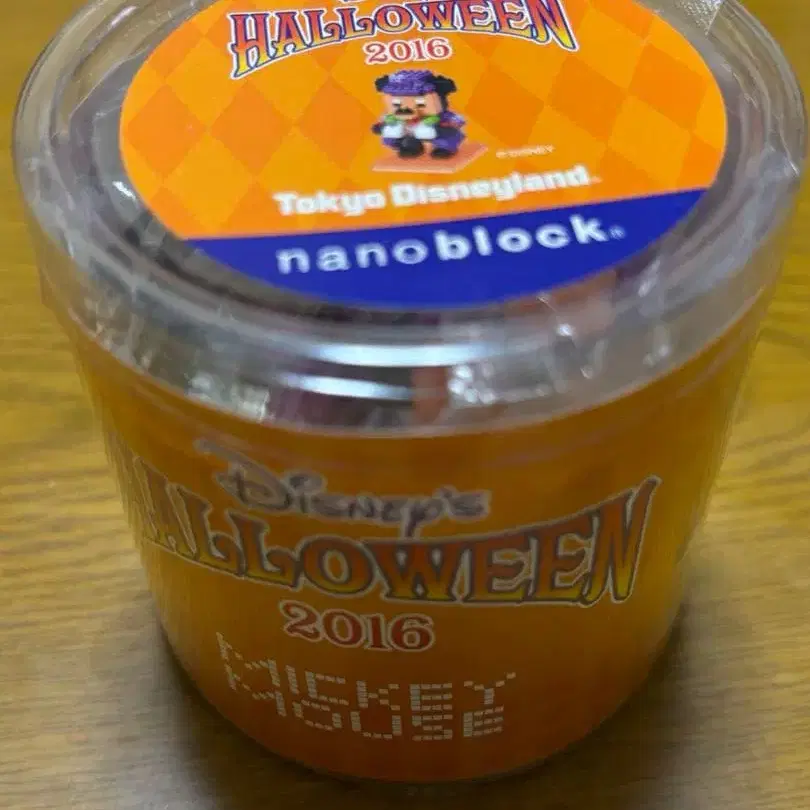 HALLOWEEN
2016
© DISNEY
Tokyo Disneyland
nanoblock®
DISNEY'S
HALLOWEEN
2016
MICKEY
MOUSE